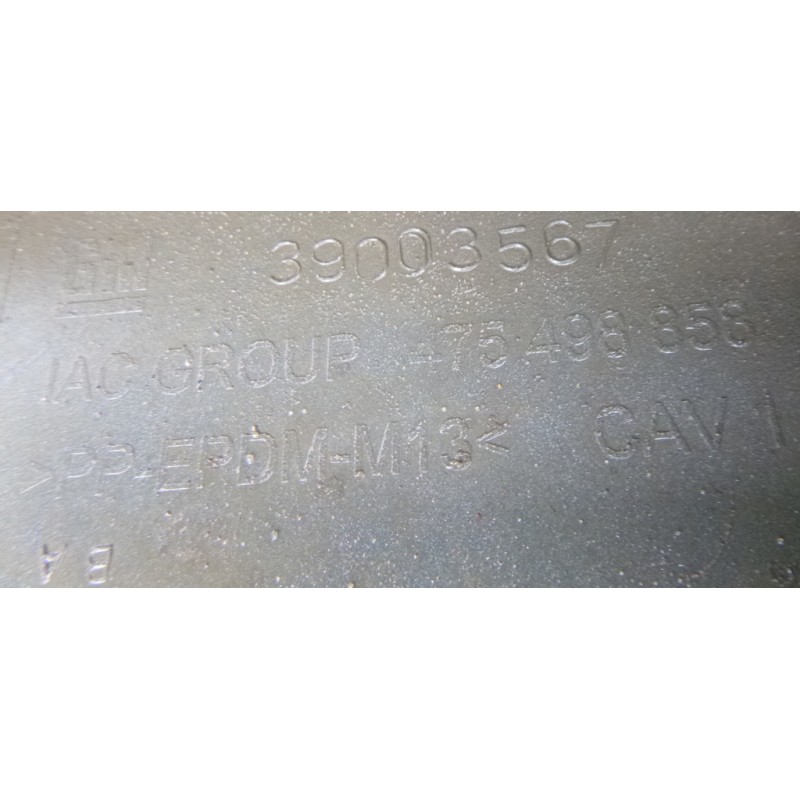 GM 39003567
IAC GROUP 475 498 858
>PP+EPDM-M13< CAV 1
B A